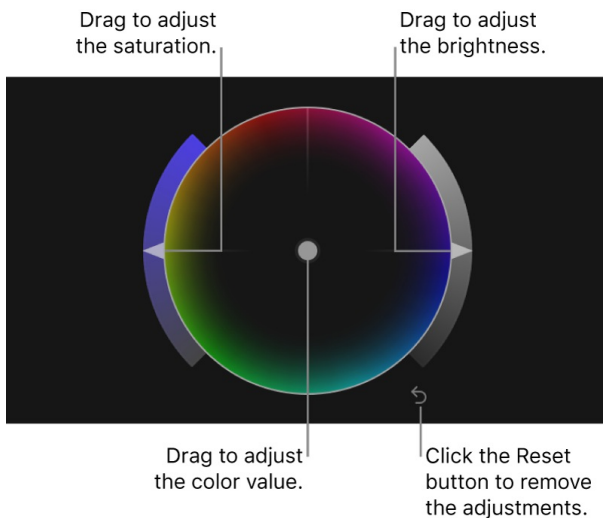 Drag to adjust
the saturation.
Drag to adjust
the brightness.
Drag to adjust
the color value.
Click the Reset
button to remove
the adjustments.